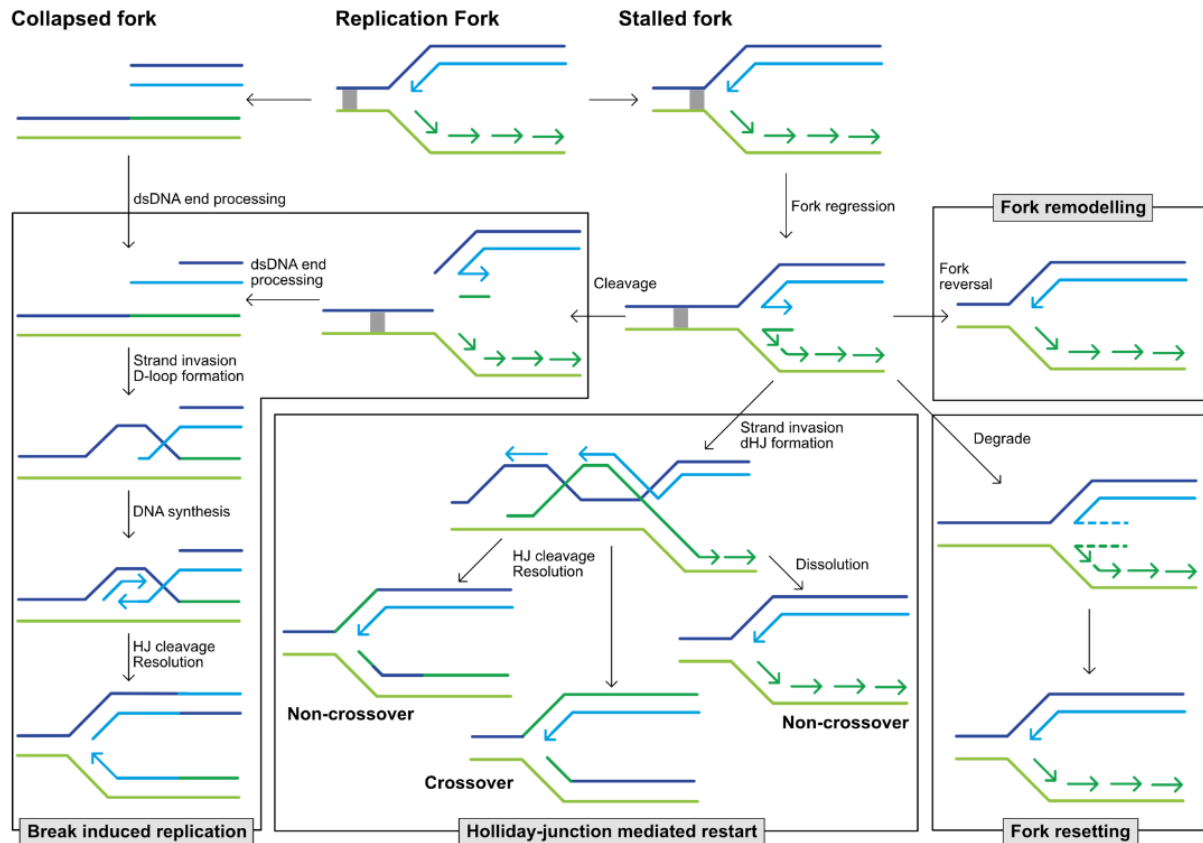 Collapsed fork
Replication Fork
Stalled fork
dsDNA end processing
Fork regression
Fork remodelling
dsDNA end
processing
Cleavage
Fork
reversal
Strand invasion
D-loop formation
Strand invasion
dHJ formation
Degrade
DNA synthesis
HJ cleavage
Resolution
Dissolution
HJ cleavage
Resolution
Non-crossover
Non-crossover
Crossover
Break induced replication
Holliday-junction mediated restart
Fork resetting